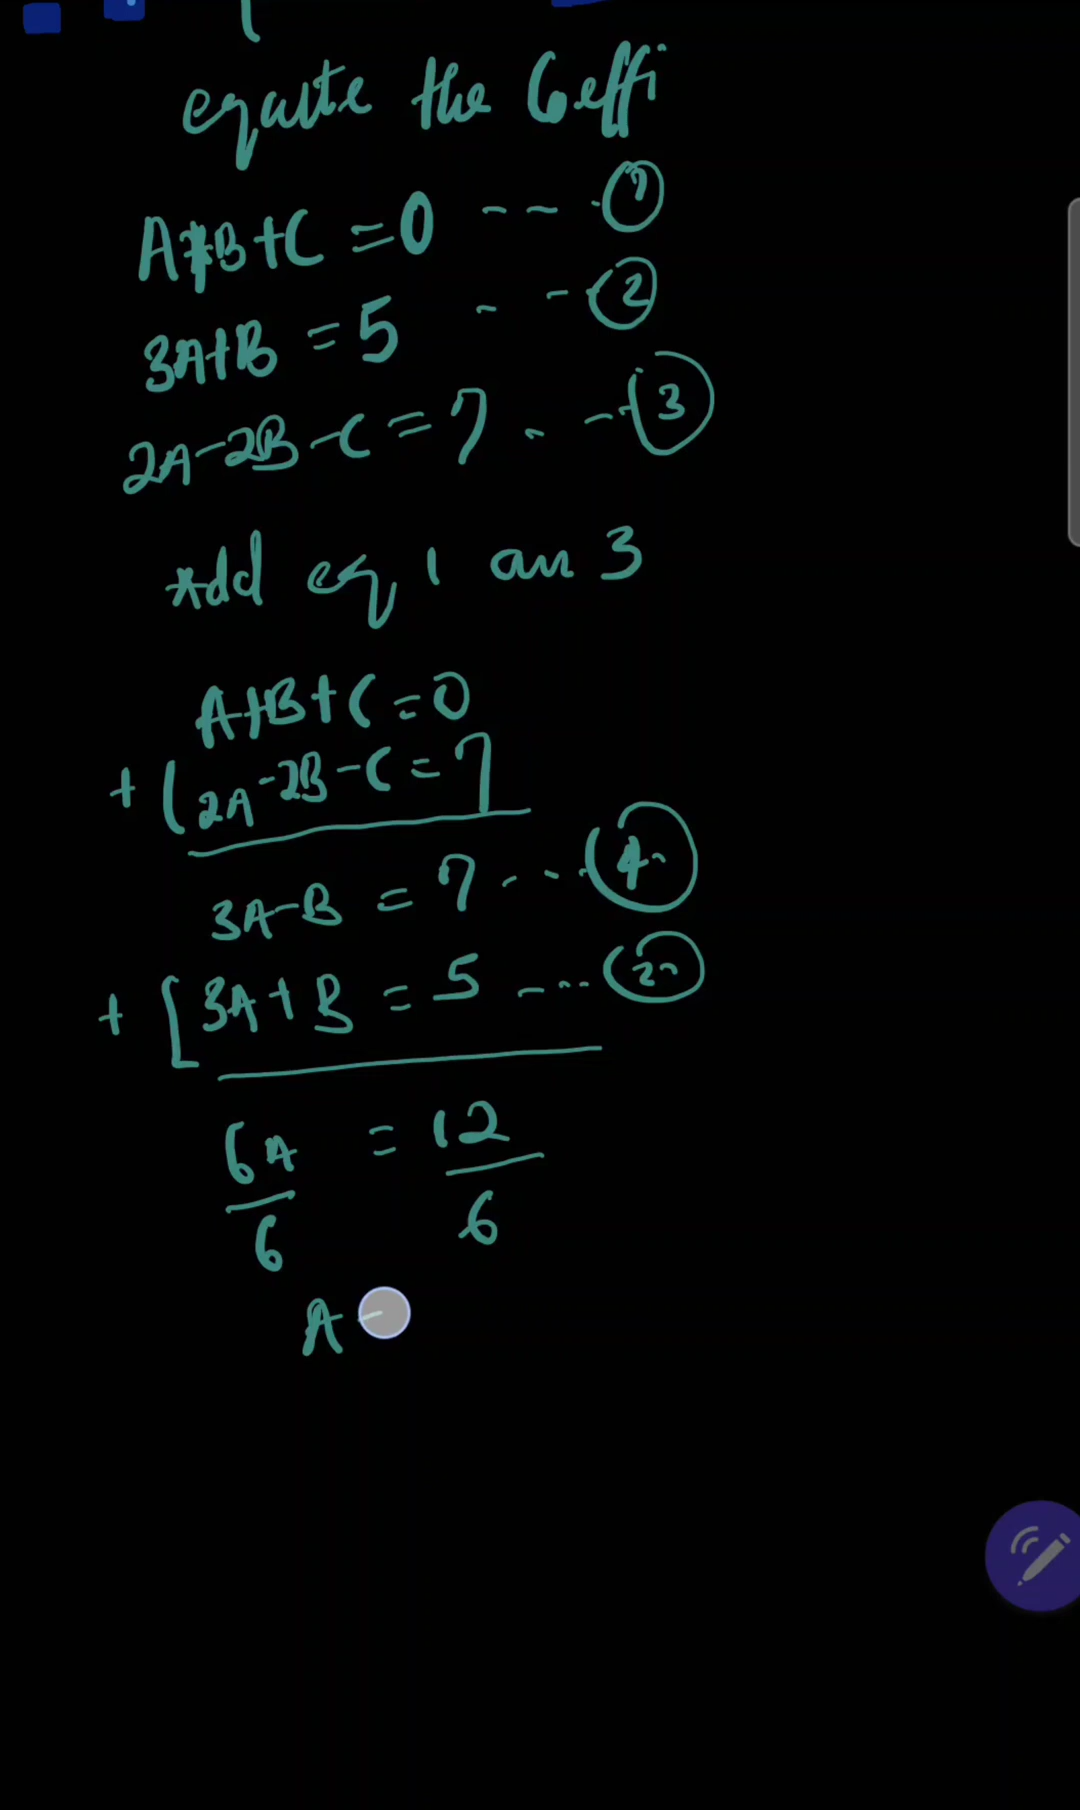 equate the Coeffi
A+B+C=0 --- 1
3A+B = 5 - - 2
2A-2B-C=7 - - 3
Add eq, 1 an 3
A+B+C=0
+(2A-2B-C=7
3A-B = 7 --- 4
+[3A+B = 5 --- 2
6A = 12
6 6
A =